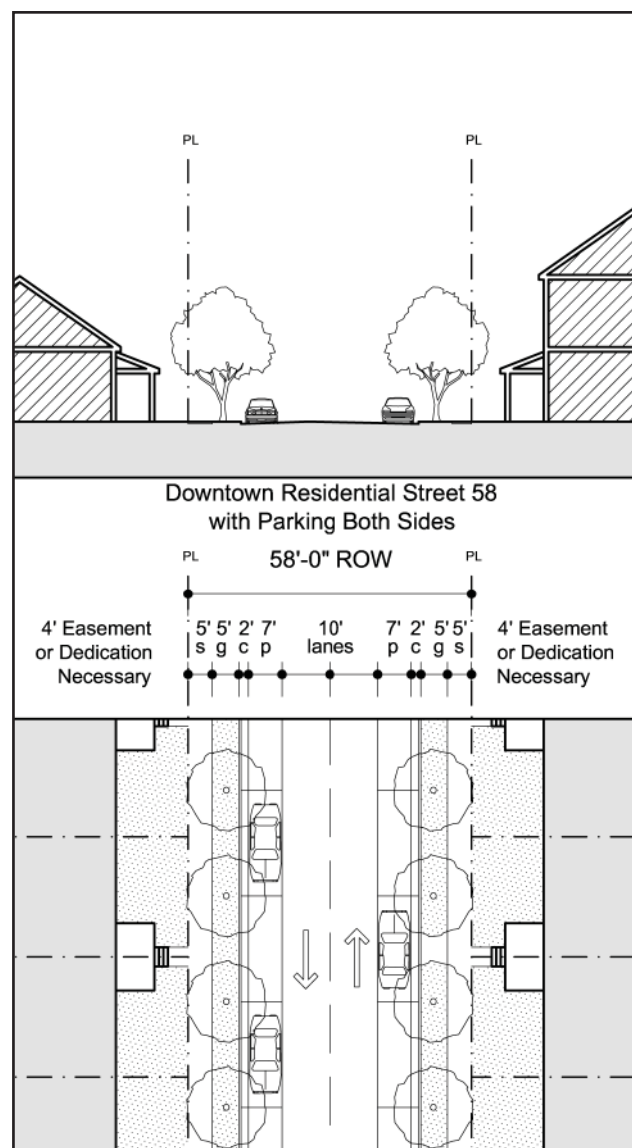 PL PL
Downtown Residential Street 58
with Parking Both Sides
PL 58'-0" ROW PL
4' Easement
or Dedication
Necessary
5' 5' 2' 7' 10' 7' 2' 5' 5'
s g c p lanes p c g s
4' Easement
or Dedication
Necessary